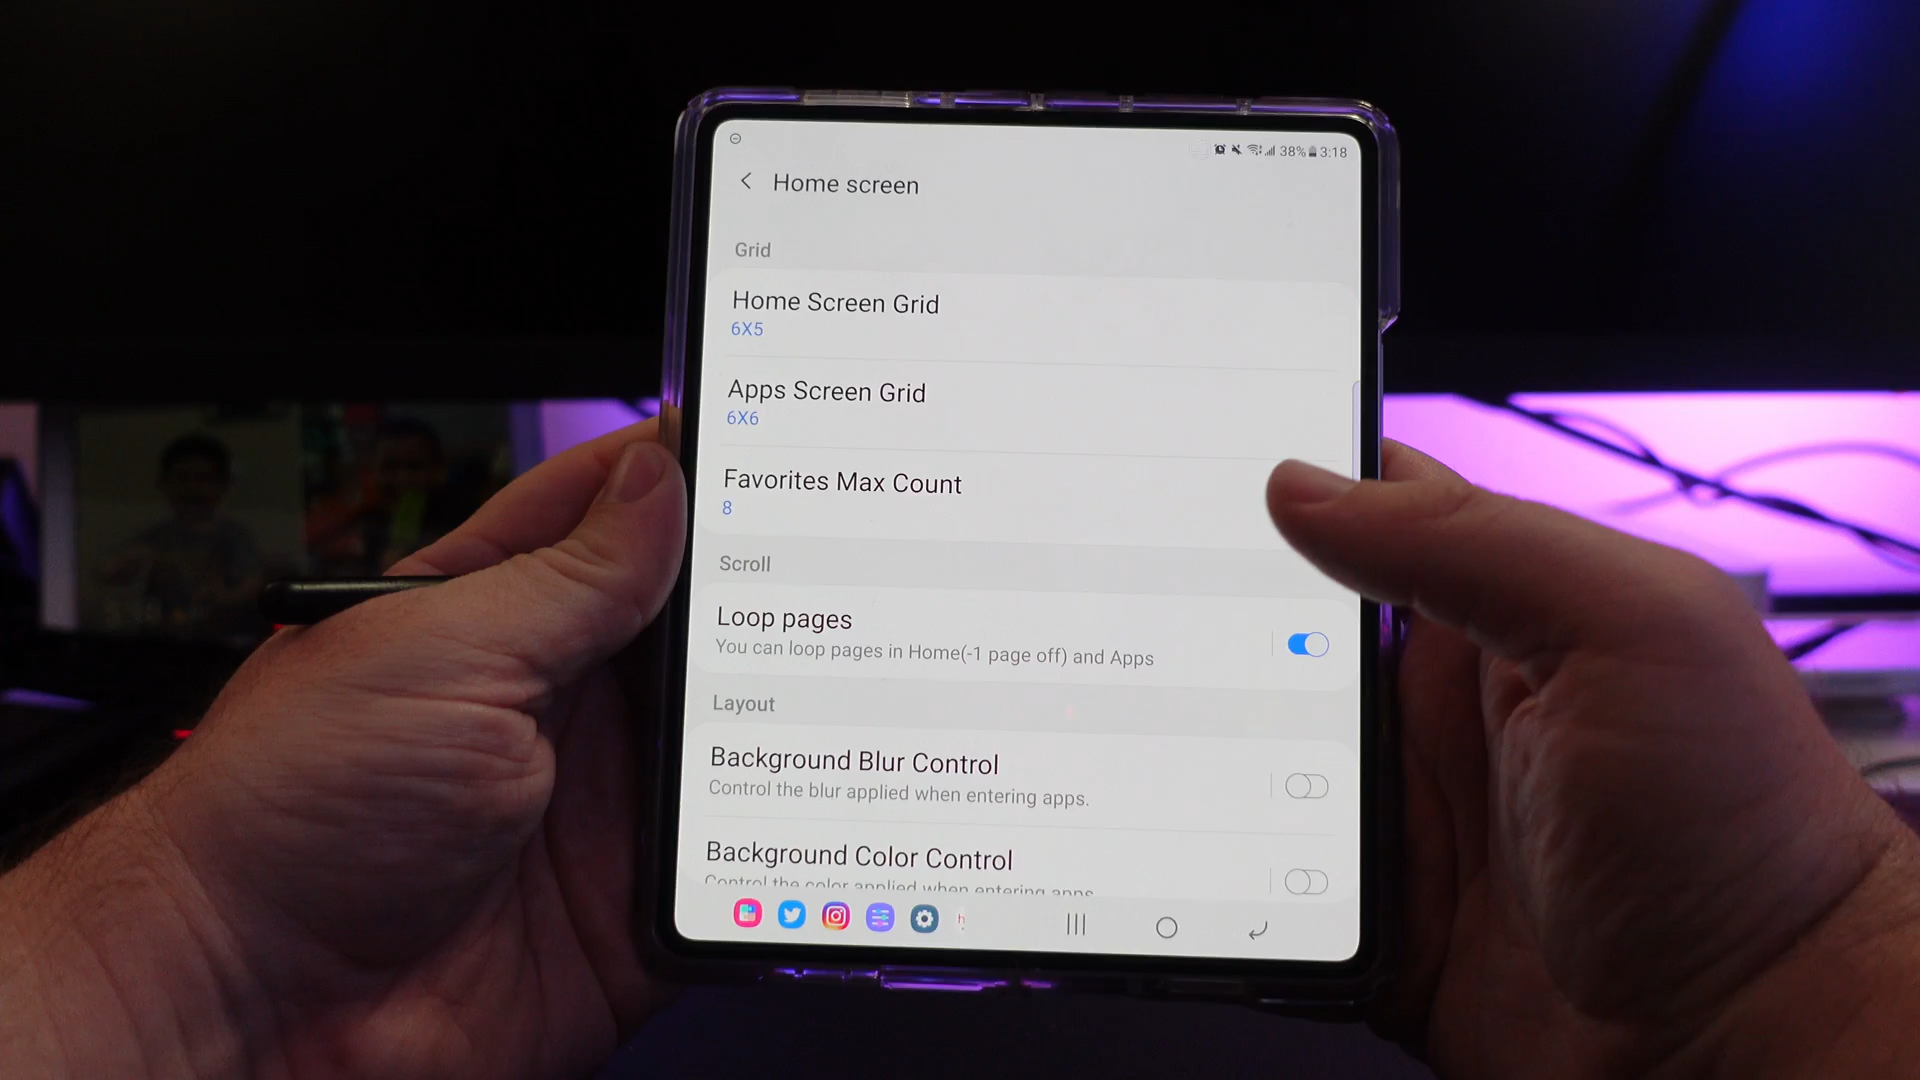 38% 3:18
Home screen
Grid
Home Screen Grid
6X5
Apps Screen Grid
6X6
Favorites Max Count
8
Scroll
Loop pages
You can loop pages in Home(-1 page off) and Apps
Layout
Background Blur Control
Control the blur applied when entering apps.
Background Color Control
Control the color applied when entering apps
h